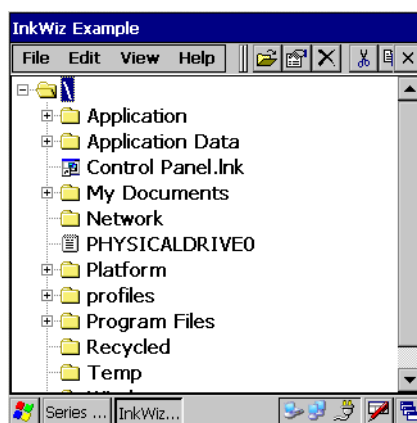 InkWiz Example
File Edit View Help
\
Application
Application Data
Control Panel.lnk
My Documents
Network
PHYSICALDRIVE0
Platform
profiles
Program Files
Recycled
Temp
Series ... InkWiz...